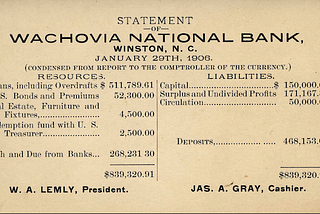 STATEMENT
—OF—
WACHOVIA NATIONAL BANK,
WINSTON, N. C.
JANUARY 29TH, 1906.
(CONDENSED FROM REPORT TO THE COMPTROLLER OF THE CURRENCY.)
RESOURCES.
ans, including Overdrafts $ 511,789.61
S. Bonds and Premiums 52,300.00
al Estate, Furniture and
Fixtures, 4,500.00
demption fund with U. S.
Treasurer 2,500.00
h and Due from Banks... 268,231 30
$839,320.91
LIABILITIES.
Capital $ 150,000.
Surplus and Undivided Profits 171,167.
Circulation 50,000.
DEPOSITS, 468,153.
$839,320.
W. A. LEMLY, President.
JAS. A. GRAY, Cashier.